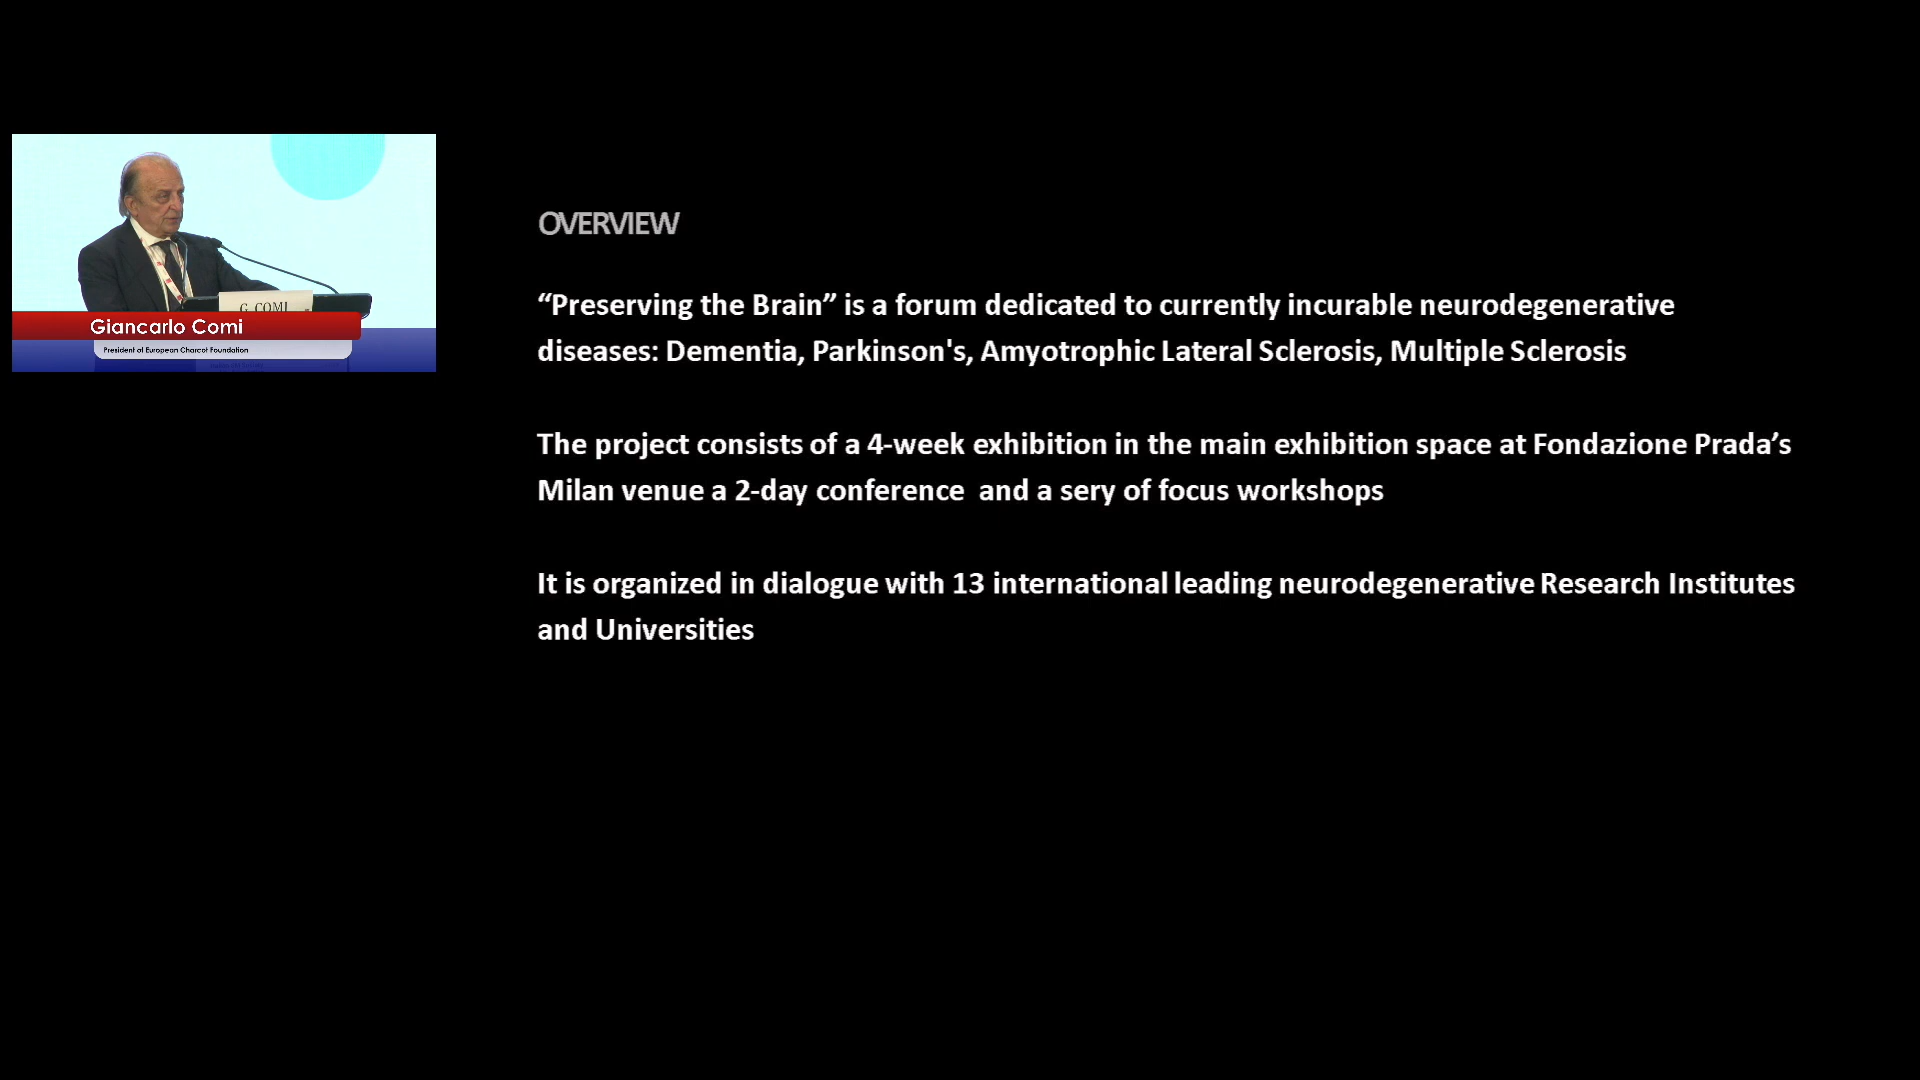 G. COMI
Giancarlo Comi
President of European Charcot Foundation
OVERVIEW
“Preserving the Brain” is a forum dedicated to currently incurable neurodegenerative
diseases: Dementia, Parkinson's, Amyotrophic Lateral Sclerosis, Multiple Sclerosis
The project consists of a 4-week exhibition in the main exhibition space at Fondazione Prada’s
Milan venue a 2-day conference  and a sery of focus workshops
It is organized in dialogue with 13 international leading neurodegenerative Research Institutes
and Universities